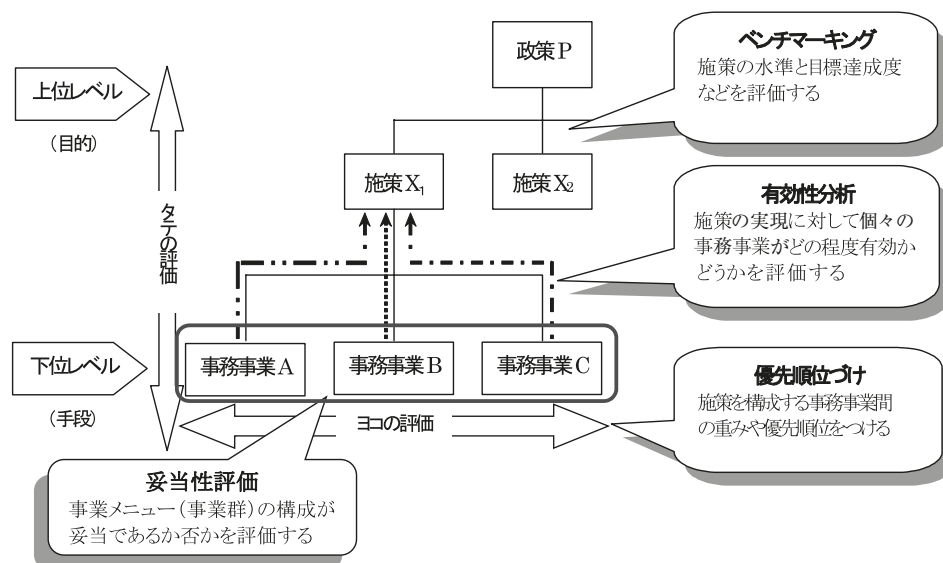 政策P
ベンチマーキング
施策の水準と目標達成度
などを評価する
上位レベル
(目的)
施策X1
施策X2
有効性分析
施策の実現に対して個々の
事務事業がどの程度有効か
どうかを評価する
タテの評価
下位レベル
(手段)
事務事業A
事務事業B
事務事業C
ヨコの評価
優先順位づけ
施策を構成する事務事業間
の重みや優先順位をつける
妥当性評価
事業メニュー(事業群)の構成が
妥当であるか否かを評価する